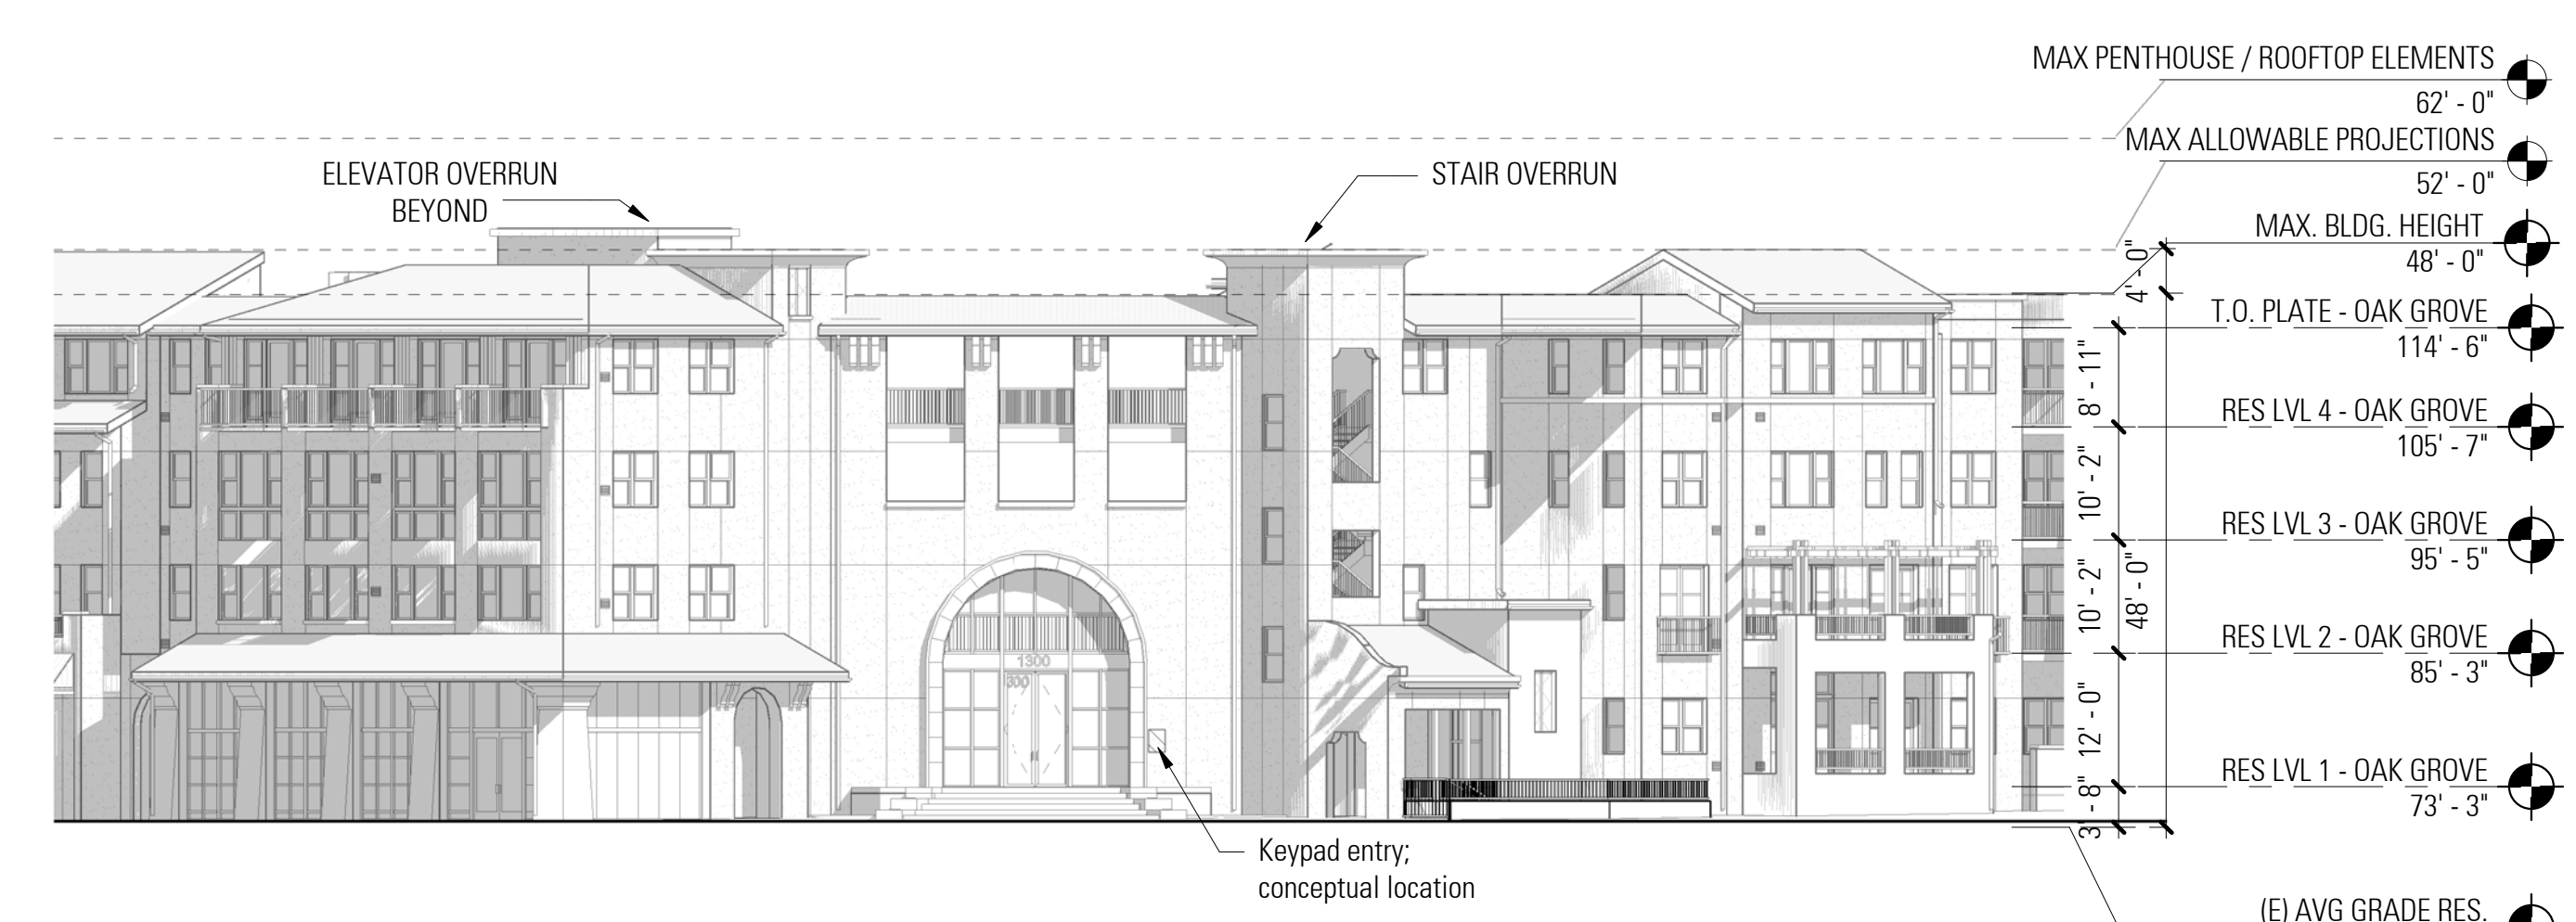 MAX PENTHOUSE / ROOFTOP ELEMENTS
62' - 0"
MAX ALLOWABLE PROJECTIONS
52' - 0"
ELEVATOR OVERRUN
BEYOND
STAIR OVERRUN
MAX. BLDG. HEIGHT
48' - 0"
4' - 0"
T.O. PLATE - OAK GROVE
114' - 6"
8' - 11"
RES LVL 4 - OAK GROVE
105' - 7"
10' - 2"
RES LVL 3 - OAK GROVE
95' - 5"
10' - 2"
48' - 0"
RES LVL 2 - OAK GROVE
85' - 3"
1300
300
12' - 0"
RES LVL 1 - OAK GROVE
73' - 3"
3' - 8"
Keypad entry;
conceptual location
(E) AVG GRADE RES.